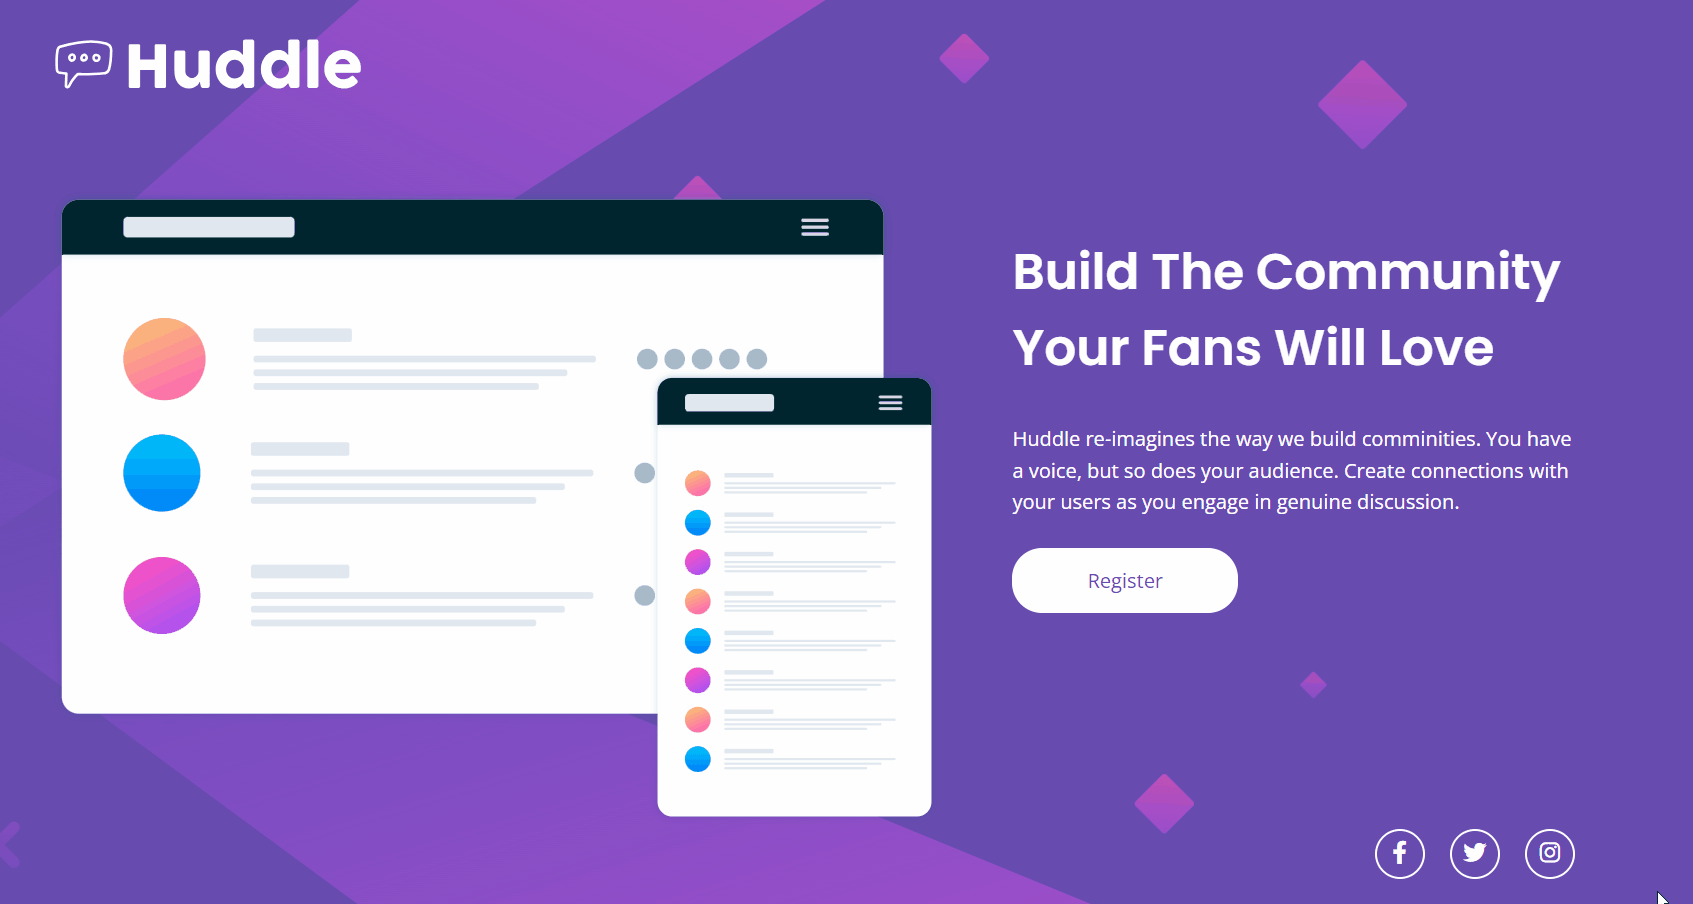 Huddle
Build The Community
Your Fans Will Love
Huddle re-imagines the way we build comminities. You have
a voice, but so does your audience. Create connections with
your users as you engage in genuine discussion.
Register